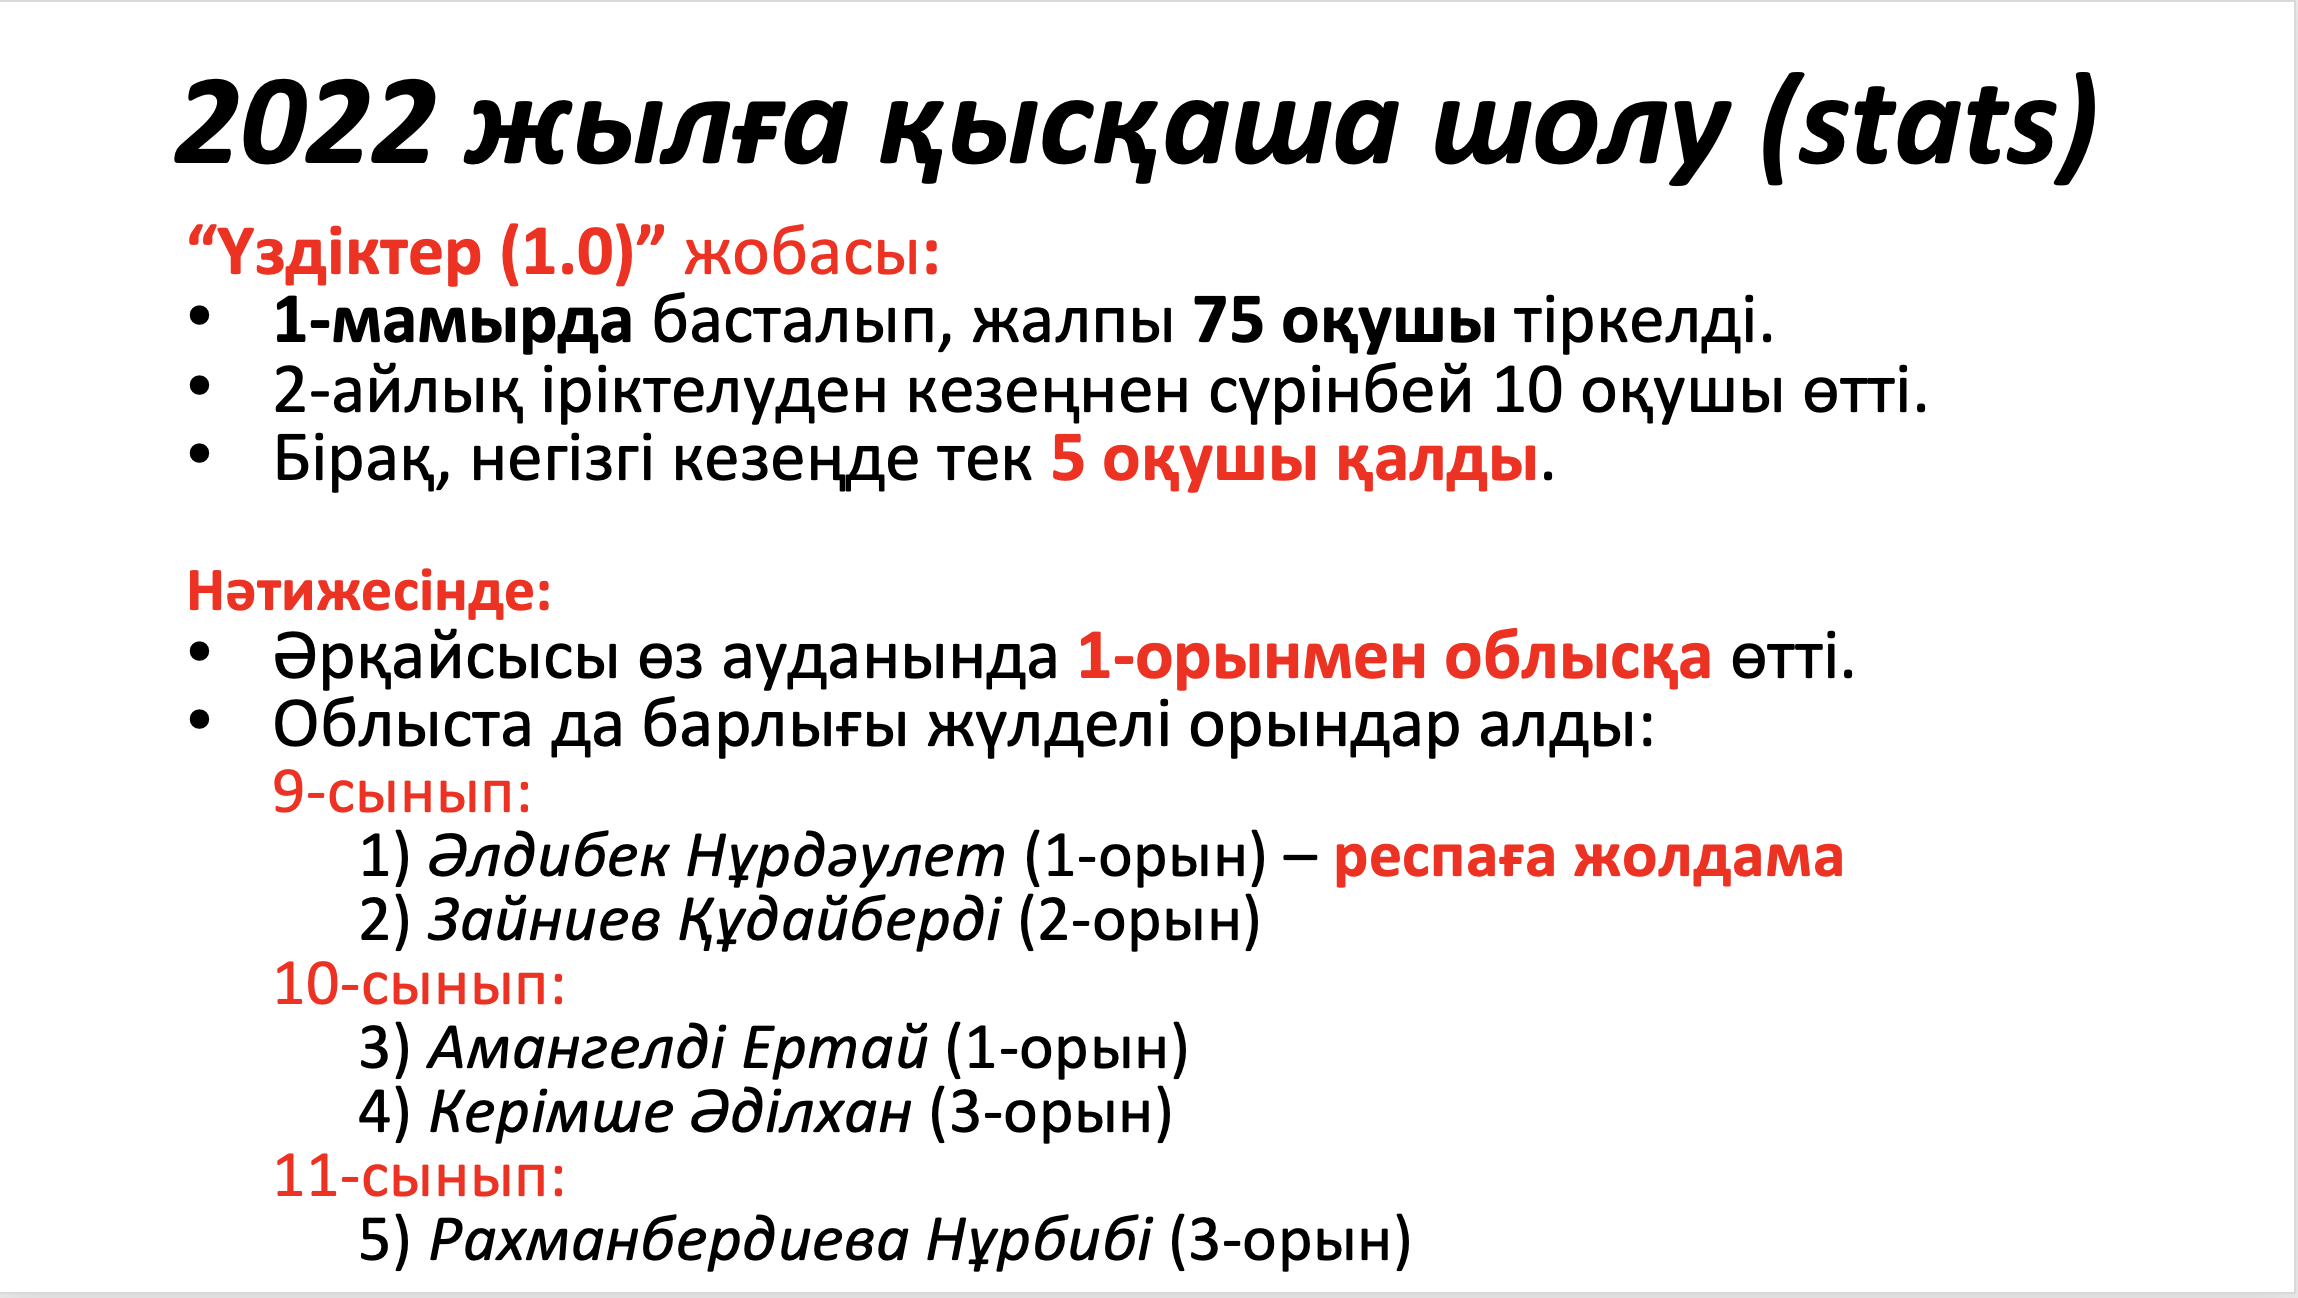 2022 жылға қысқаша шолу (stats)
“Үздіктер (1.0)” жобасы:
• 1-мамырда басталып, жалпы 75 оқушы тіркелді.
• 2-айлық іріктелуден кезеңнен сүрінбей 10 оқушы өтті.
• Бірақ, негізгі кезеңде тек 5 оқушы қалды.
Нәтижесінде:
• Әрқайсысы өз ауданында 1-орынмен облысқа өтті.
• Облыста да барлығы жүлделі орындар алды:
9-сынып:
1) Әлдибек Нұрдәулет (1-орын) – респаға жолдама
2) Зайниев Құдайберді (2-орын)
10-сынып:
3) Амангелді Ертай (1-орын)
4) Керімше Әділхан (3-орын)
11-сынып:
5) Рахманбердиева Нұрбибі (3-орын)